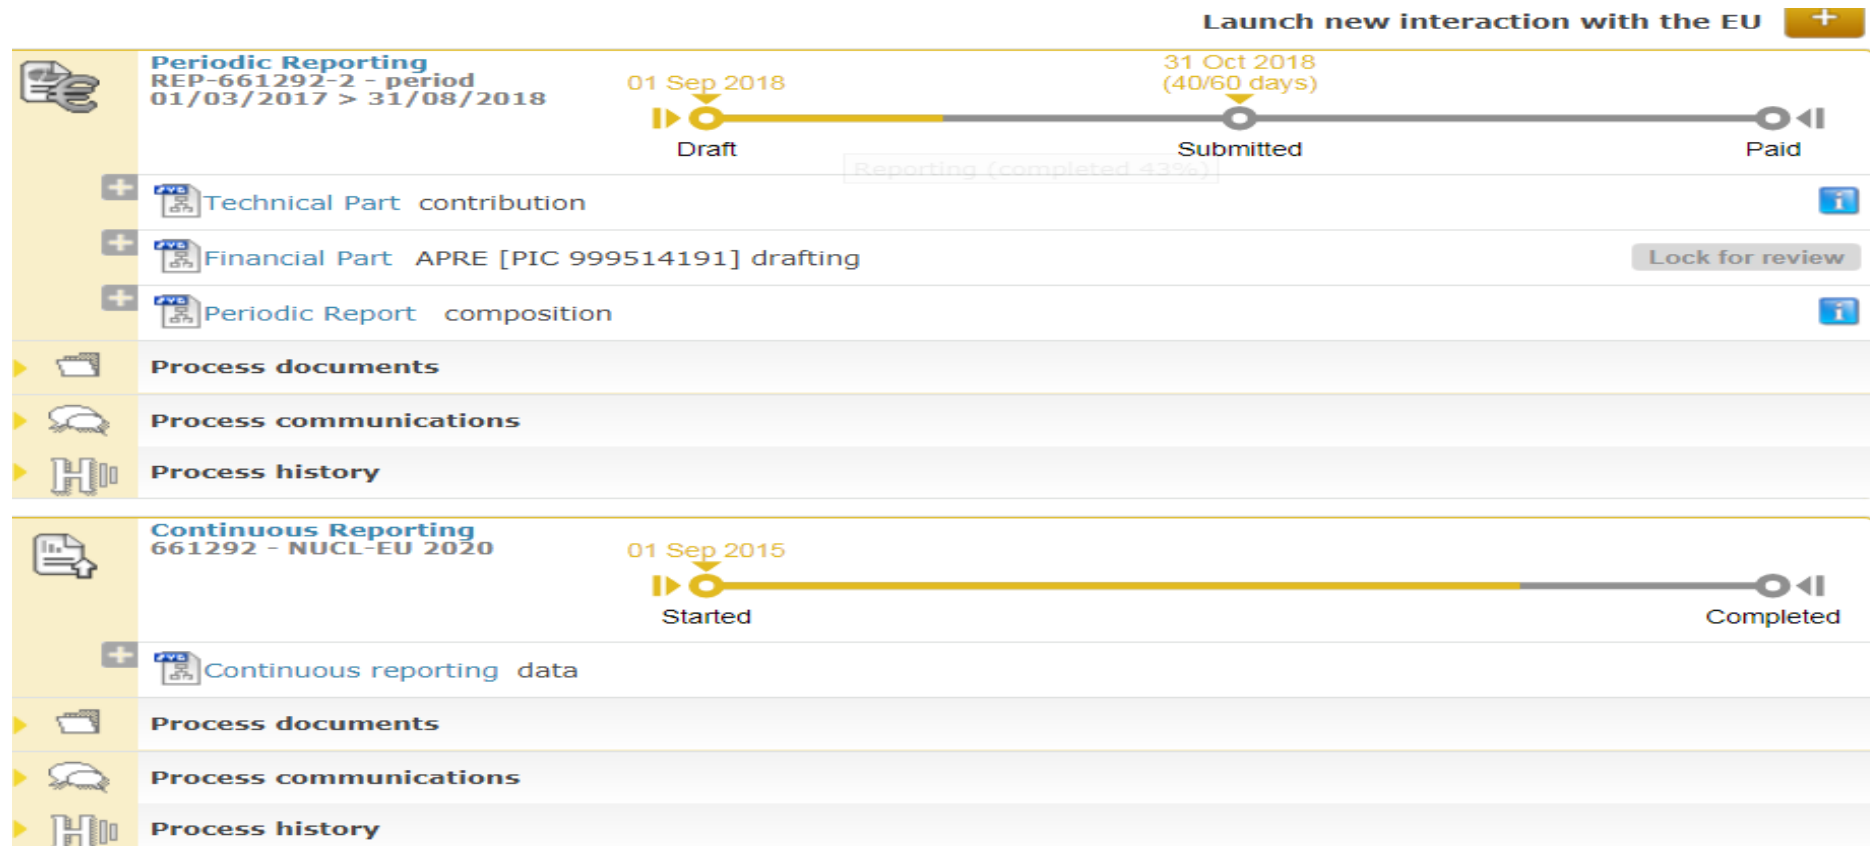 Launch new interaction with the EU +
Periodic Reporting
REP-661292-2 - period
01/03/2017 > 31/08/2018
01 Sep 2018
31 Oct 2018
(40/60 days)
Draft
Submitted
Paid
Reporting (completed 43%)
Technical Part contribution
Financial Part APRE [PIC 999514191] drafting Lock for review
Periodic Report composition
Process documents
Process communications
Process history
Continuous Reporting
661292 - NUCL-EU 2020
01 Sep 2015
Started
Completed
Continuous reporting data
Process documents
Process communications
Process history